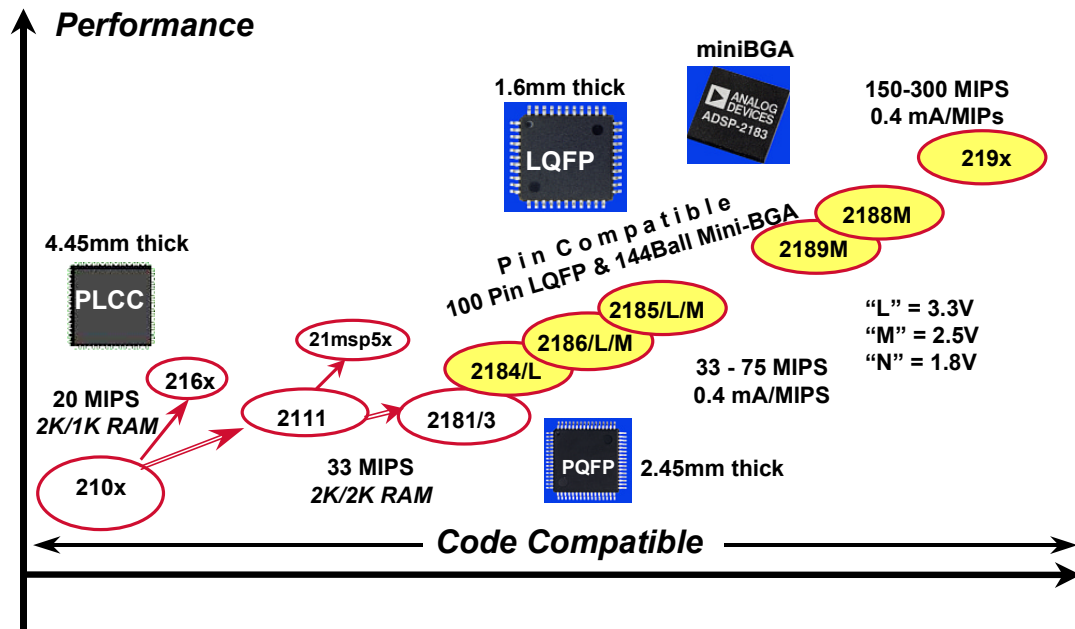 Performance
miniBGA
1.6mm thick
LQFP
ANALOG
DEVICES
ADSP-2183
150-300 MIPS
0.4 mA/MIPs
219x
2188M
2189M
Pin Compatible
100 Pin LQFP & 144Ball Mini-BGA
4.45mm thick
PLCC
2185/L/M
2186/L/M
2184/L
21msp5x
216x
2111
2181/3
210x
20 MIPS
2K/1K RAM
33 MIPS
2K/2K RAM
"L" = 3.3V
"M" = 2.5V
"N" = 1.8V
33 - 75 MIPS
0.4 mA/MIPS
PQFP
2.45mm thick
Code Compatible